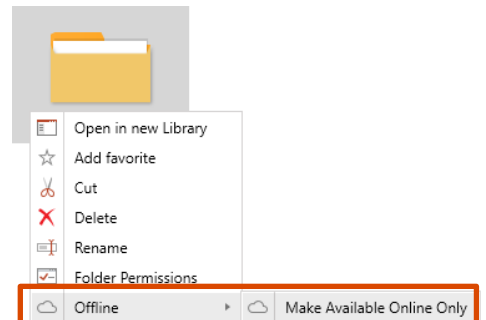 Open in new Library
Add favorite
Cut
Delete
Rename
Folder Permissions
Offline
Make Available Online Only